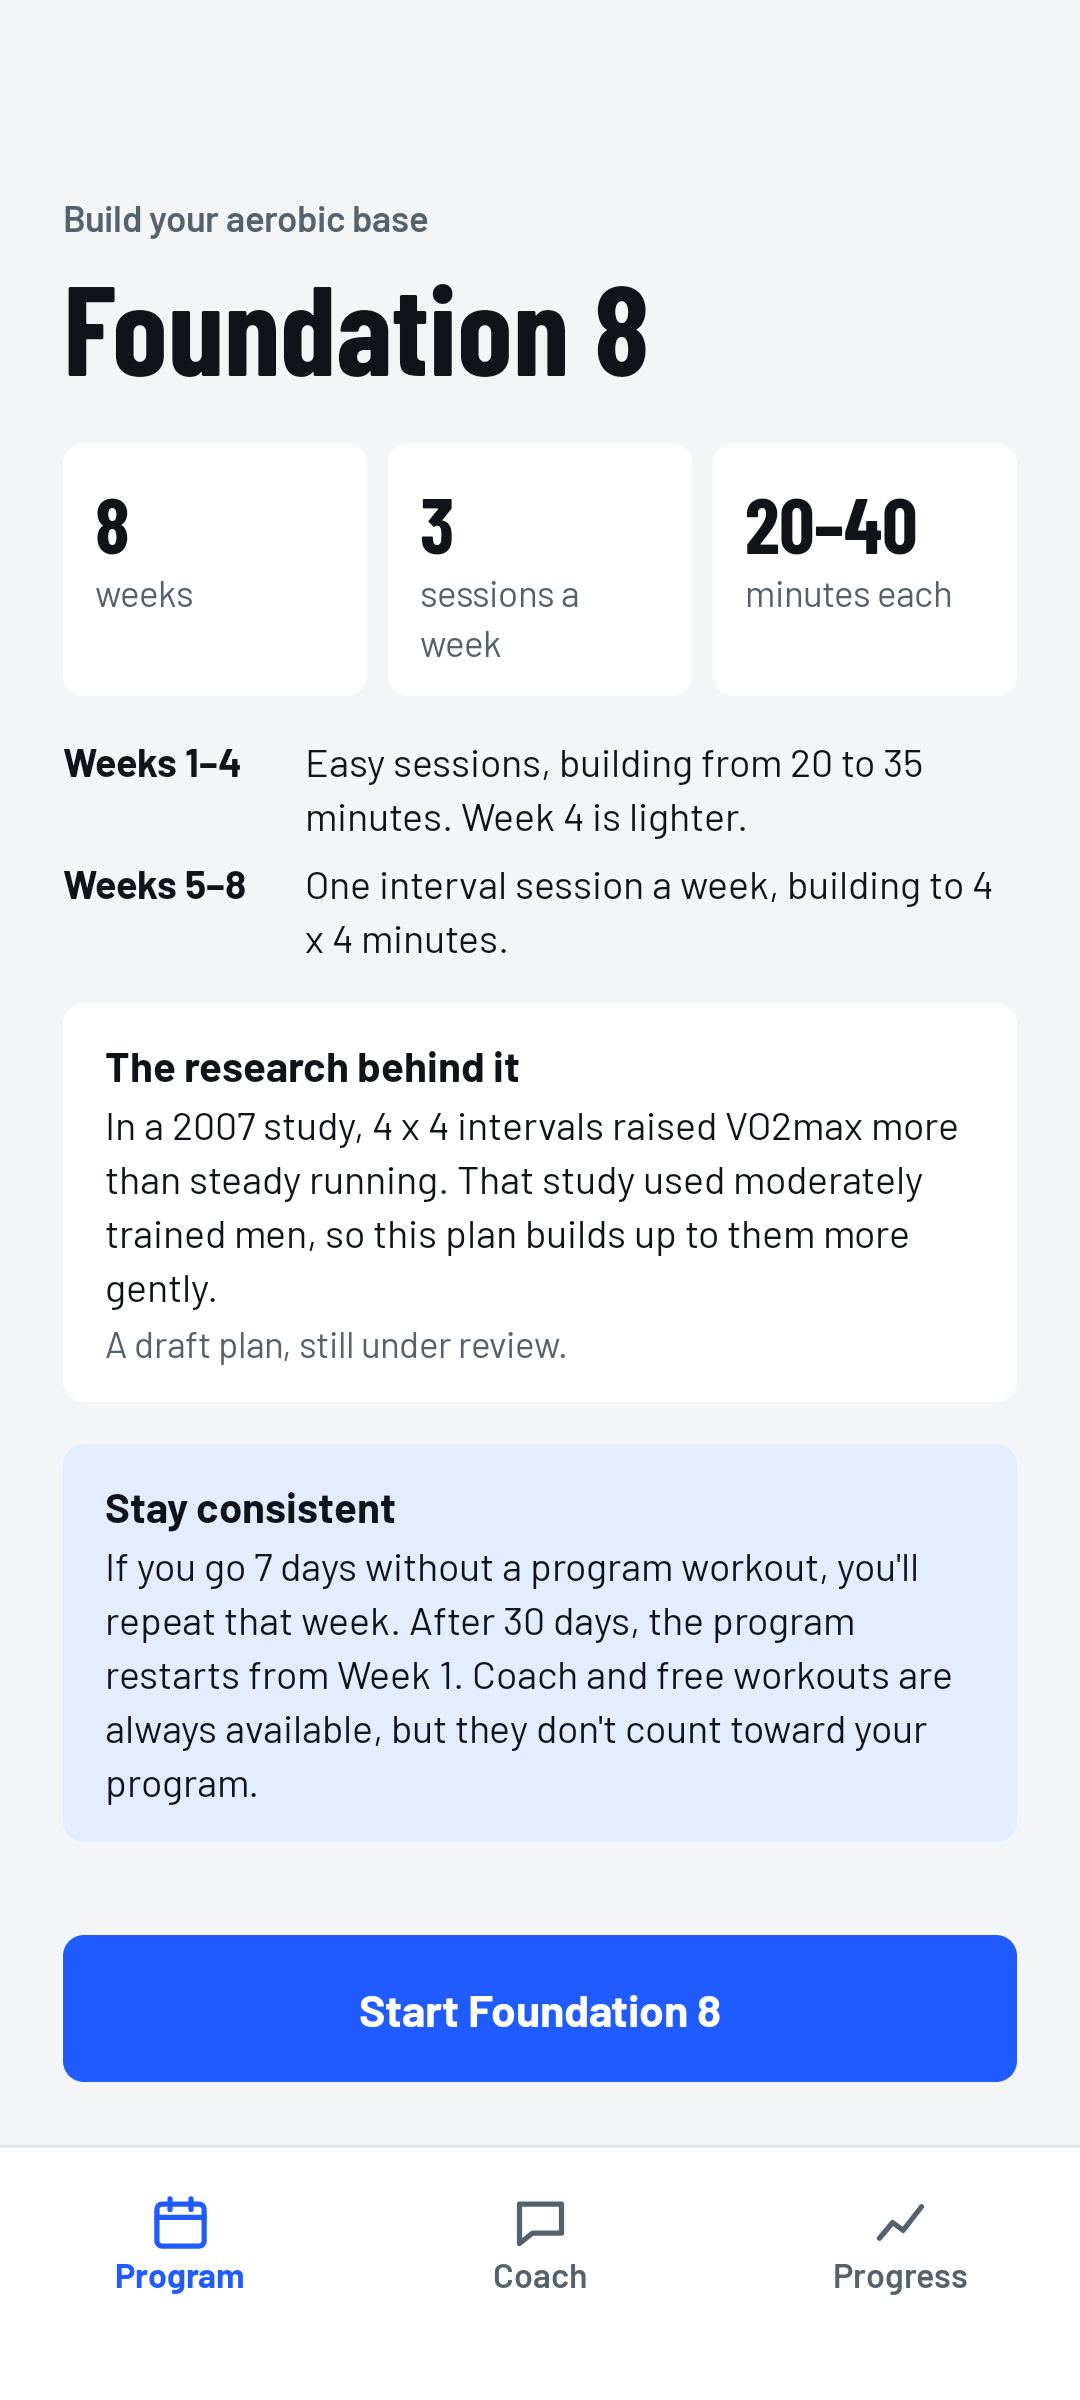 Build your aerobic base
Foundation 8
8
weeks
3
sessions a
week
20–40
minutes each
Weeks 1–4
Easy sessions, building from 20 to 35
minutes. Week 4 is lighter.
Weeks 5–8
One interval session a week, building to 4
x 4 minutes.
The research behind it
In a 2007 study, 4 x 4 intervals raised VO2max more
than steady running. That study used moderately
trained men, so this plan builds up to them more
gently.
A draft plan, still under review.
Stay consistent
If you go 7 days without a program workout, you'll
repeat that week. After 30 days, the program
restarts from Week 1. Coach and free workouts are
always available, but they don't count toward your
program.
Start Foundation 8
Program
Coach
Progress